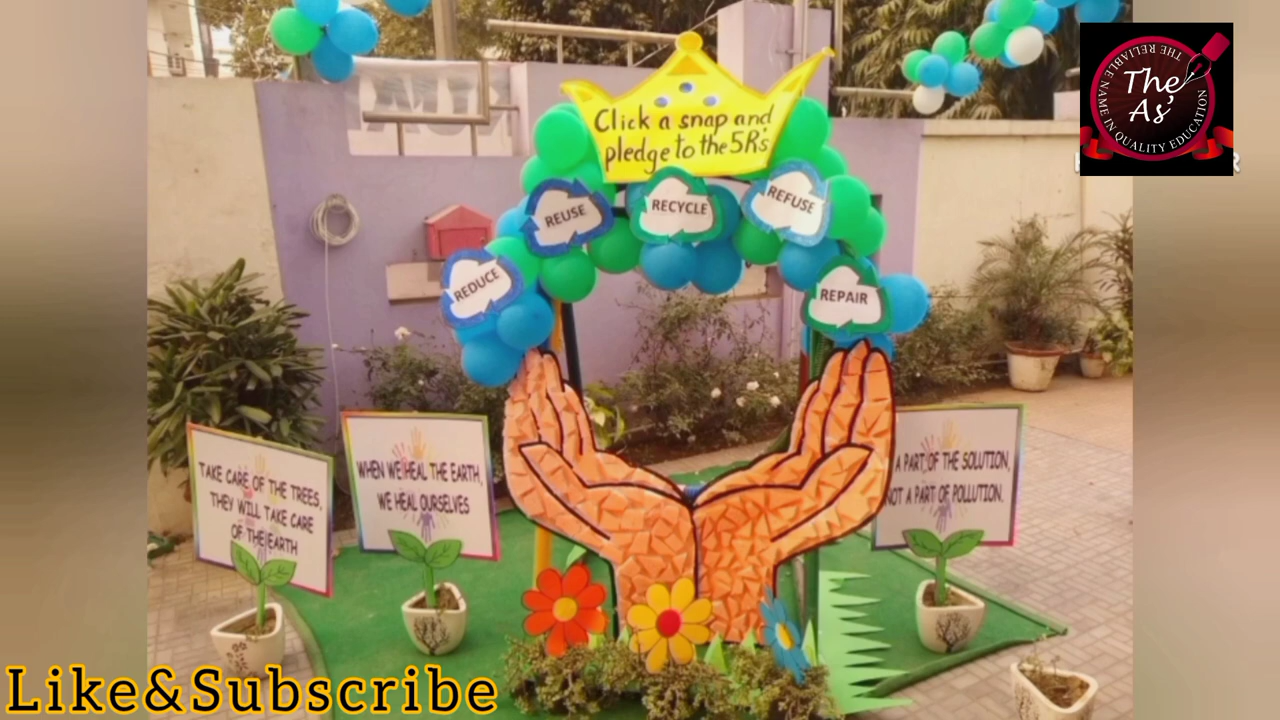 Click a snap and
pledge to the 5R's
REDUCE
REUSE
RECYCLE
REFUSE
REPAIR
TAKE CARE OF THE TREES,
THEY WILL TAKE CARE
OF THE EARTH
WHEN WE HEAL THE EARTH,
WE HEAL OURSELVES
A PART OF THE SOLUTION,
NOT A PART OF POLLUTION.
The
As'
THE RELIABLE NAME IN QUALITY EDUCATION
Like&Subscribe